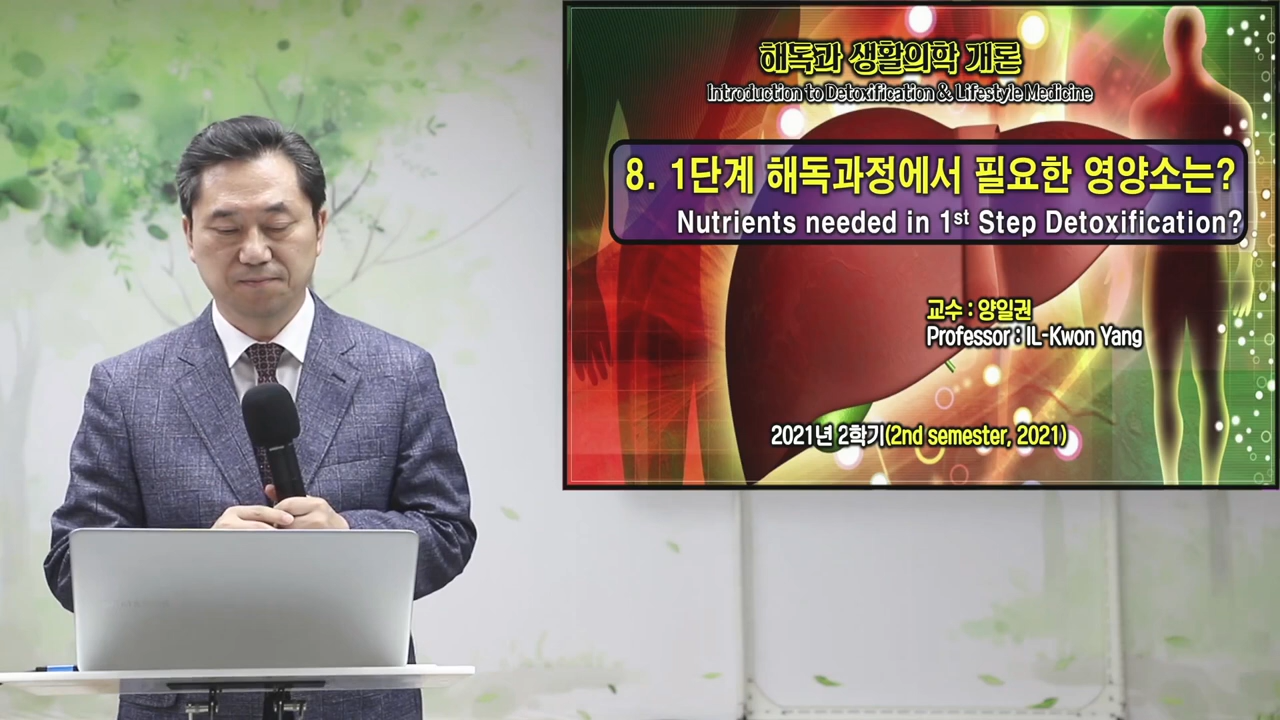 해독과 생활의학 개론
Introduction to Detoxification & Lifestyle Medicine
8. 1단계 해독과정에서 필요한 영양소는?
Nutrients needed in 1st Step Detoxification?
교수 : 양일권
Professor : IL-Kwon Yang
2021년 2학기(2nd semester, 2021)